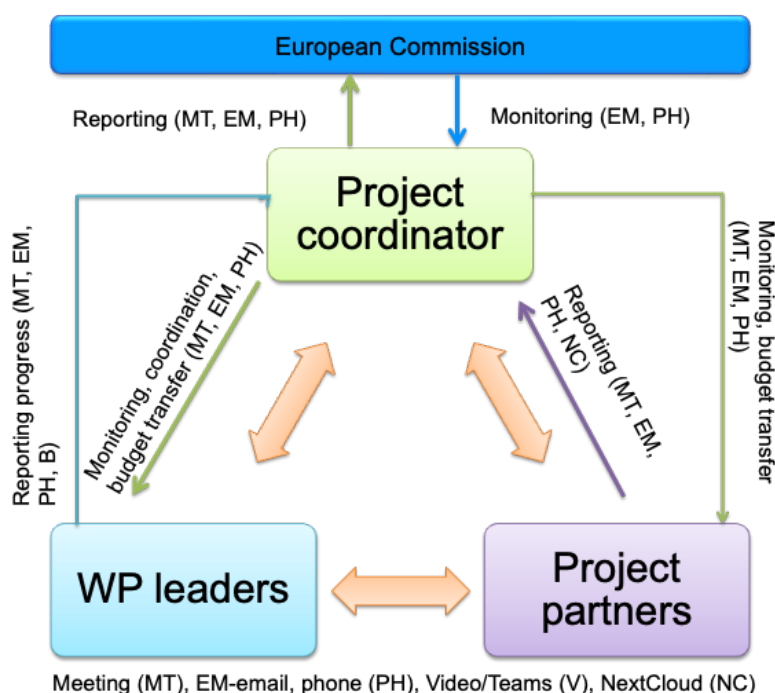 European Commission
Reporting (MT, EM, PH)
Monitoring (EM, PH)
Project
coordinator
Reporting progress (MT, EM,
PH, B)
Monitoring, coordination,
budget transfer (MT, EM, PH)
Reporting (MT, EM,
PH, NC)
Monitoring, budget transfer
(MT, EM, PH)
WP leaders
Project
partners
Meeting (MT), EM-email, phone (PH), Video/Teams (V), NextCloud (NC)